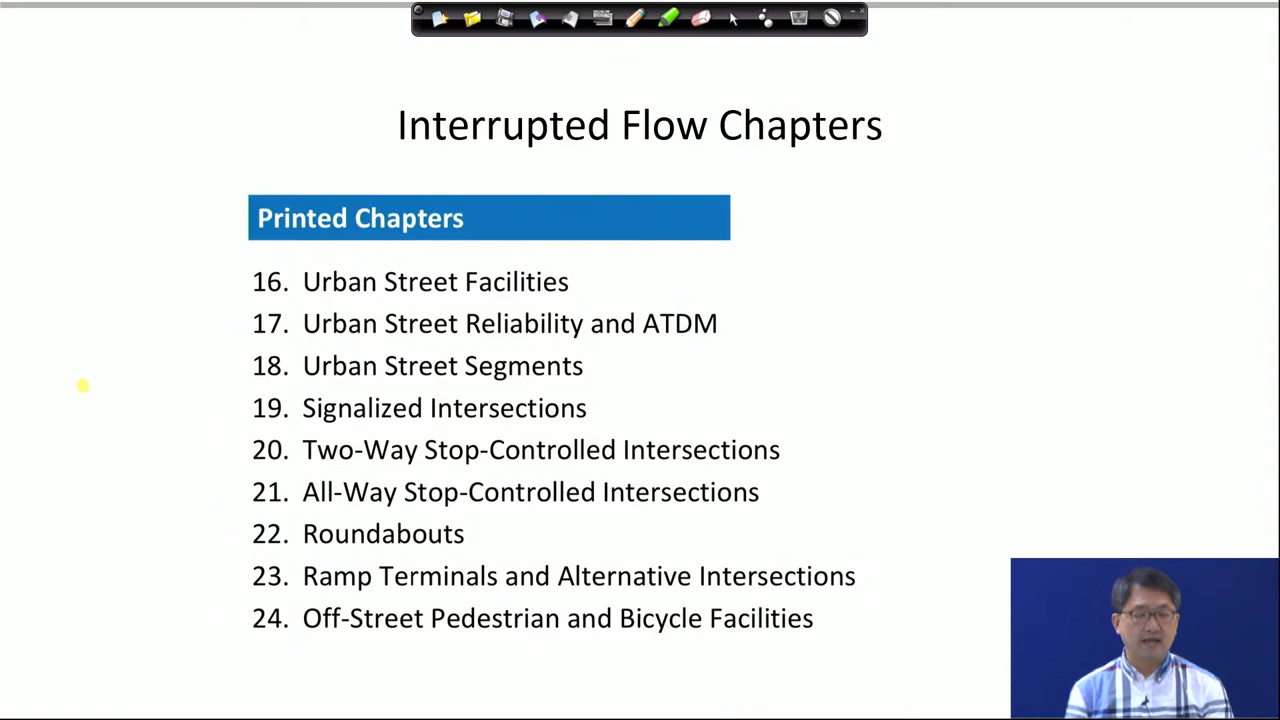 Interrupted Flow Chapters
Printed Chapters
16. Urban Street Facilities
17. Urban Street Reliability and ATDM
18. Urban Street Segments
19. Signalized Intersections
20. Two-Way Stop-Controlled Intersections
21. All-Way Stop-Controlled Intersections
22. Roundabouts
23. Ramp Terminals and Alternative Intersections
24. Off-Street Pedestrian and Bicycle Facilities